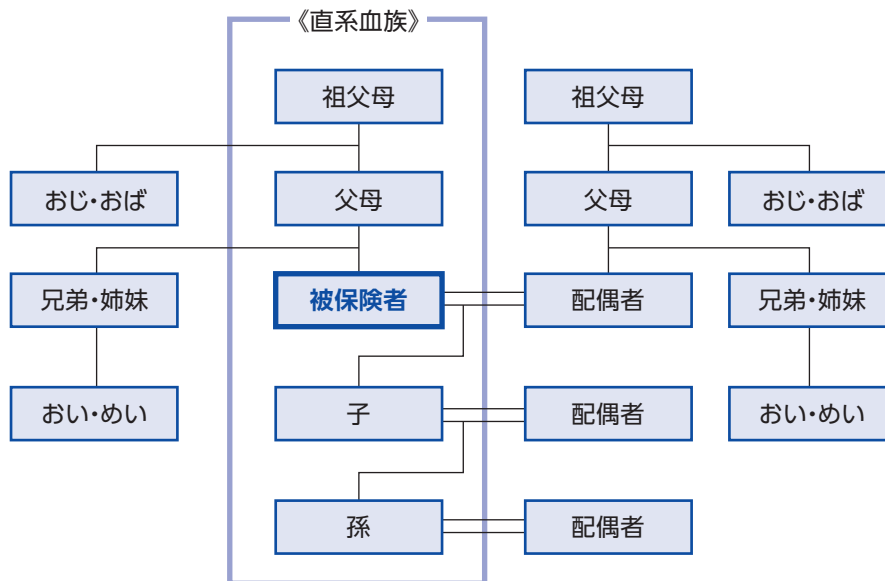 《直系血族》
祖父母
祖父母
おじ・おば
父母
父母
おじ・おば
兄弟・姉妹
被保険者
配偶者
兄弟・姉妹
おい・めい
子
配偶者
おい・めい
孫
配偶者